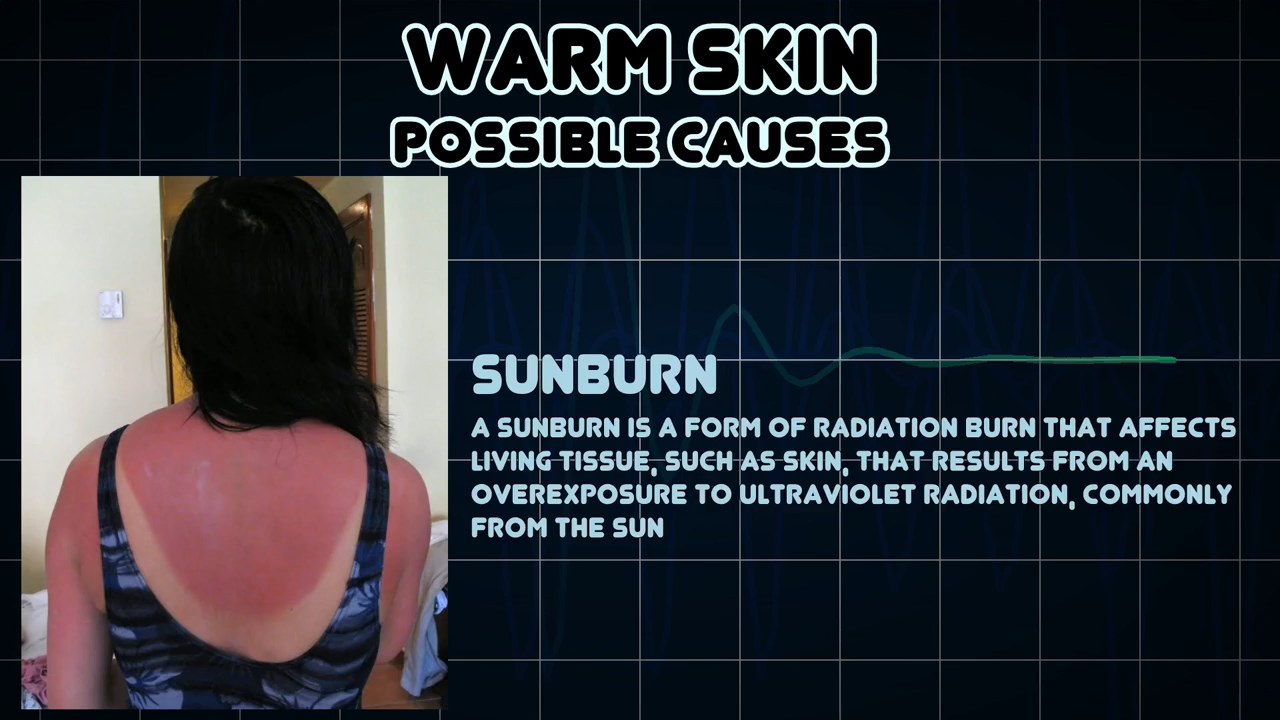 WARM SKIN
POSSIBLE CAUSES
SUNBURN
A SUNBURN IS A FORM OF RADIATION BURN THAT AFFECTS
LIVING TISSUE, SUCH AS SKIN, THAT RESULTS FROM AN
OVEREXPOSURE TO ULTRAVIOLET RADIATION, COMMONLY
FROM THE SUN